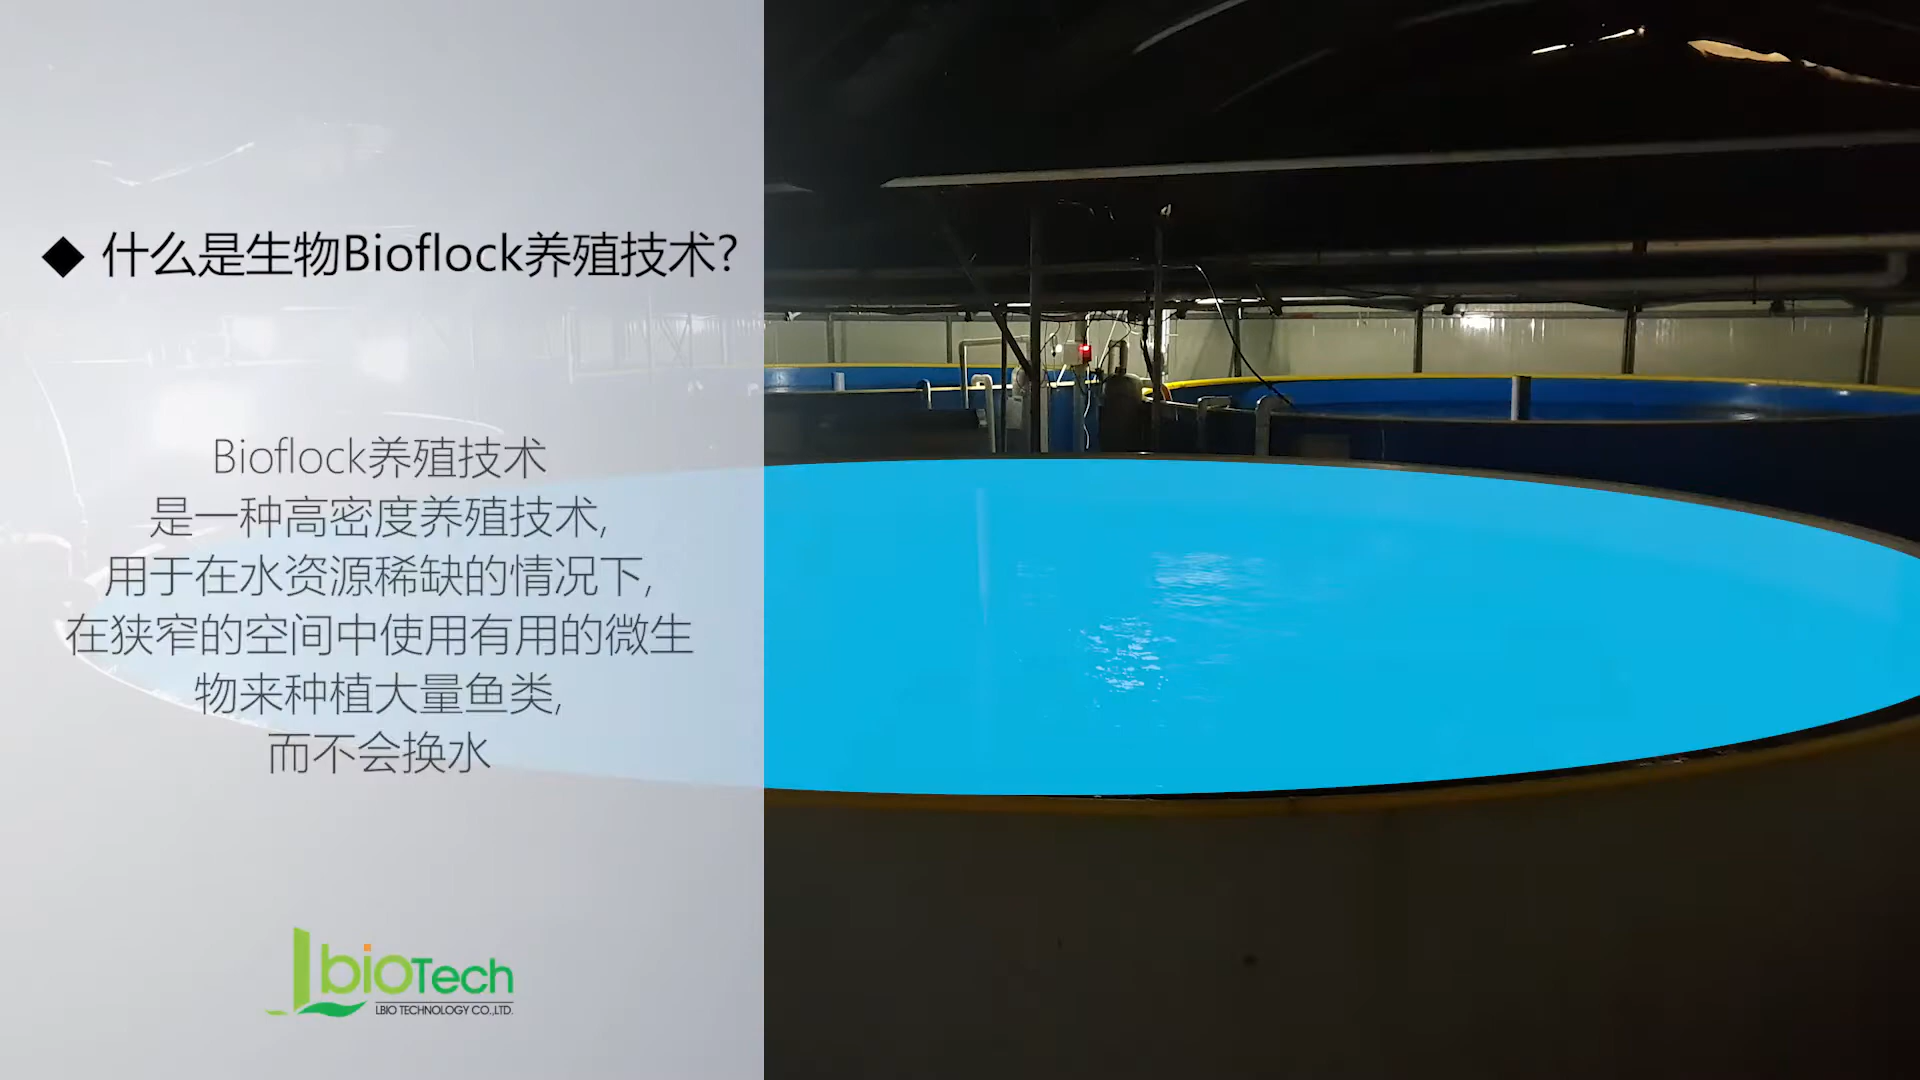 ◆ 什么是生物Bioflock养殖技术?
Bioflock养殖技术
是一种高密度养殖技术,
用于在水资源稀缺的情况下,
在狭窄的空间中使用有用的微生
物来种植大量鱼类,
而不会换水
LbioTech
LBIO TECHNOLOGY CO.,LTD.